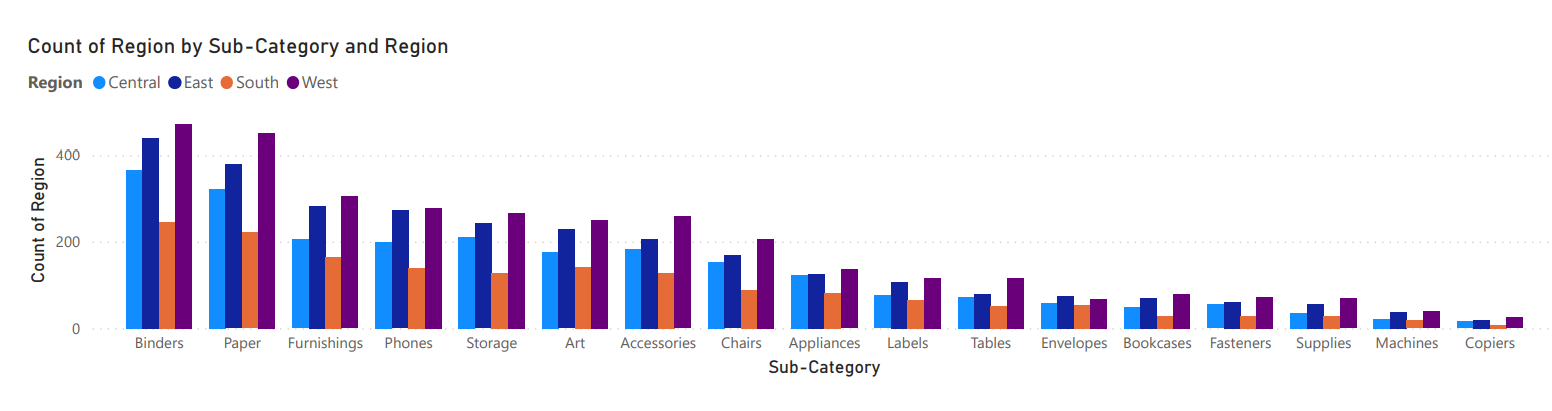 Count of Region by Sub-Category and Region
Region Central East South West
Count of Region
400
200
0
Binders Paper Furnishings Phones Storage Art Accessories Chairs Appliances Labels Tables Envelopes Bookcases Fasteners Supplies Machines Copiers
Sub-Category